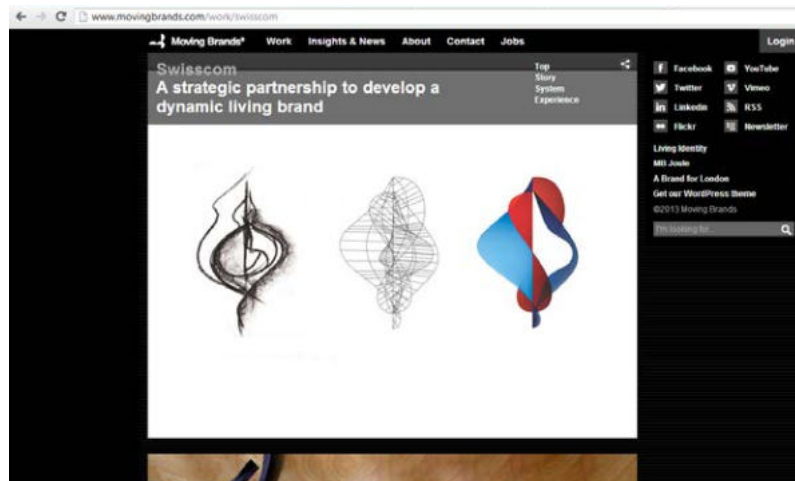 www.movingbrands.com/work/swisscom
Moving Brands* Work Insights & News About Contact Jobs
Login
Swisscom
A strategic partnership to develop a
dynamic living brand
Top
Story
System
Experience
Facebook YouTube
Twitter Vimeo
LinkedIn RSS
Flickr Newsletter
Living Identity
MB Joule
A Brand for London
Get our WordPress theme
©2013 Moving Brands
I'm looking for...